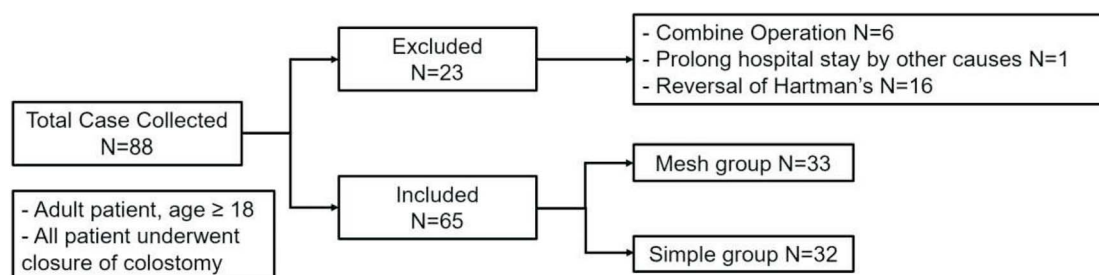 Total Case Collected
N=88
- Adult patient, age ≥ 18
- All patient underwent
closure of colostomy
Excluded
N=23
- Combine Operation N=6
- Prolong hospital stay by other causes N=1
- Reversal of Hartman's N=16
Included
N=65
Mesh group N=33
Simple group N=32